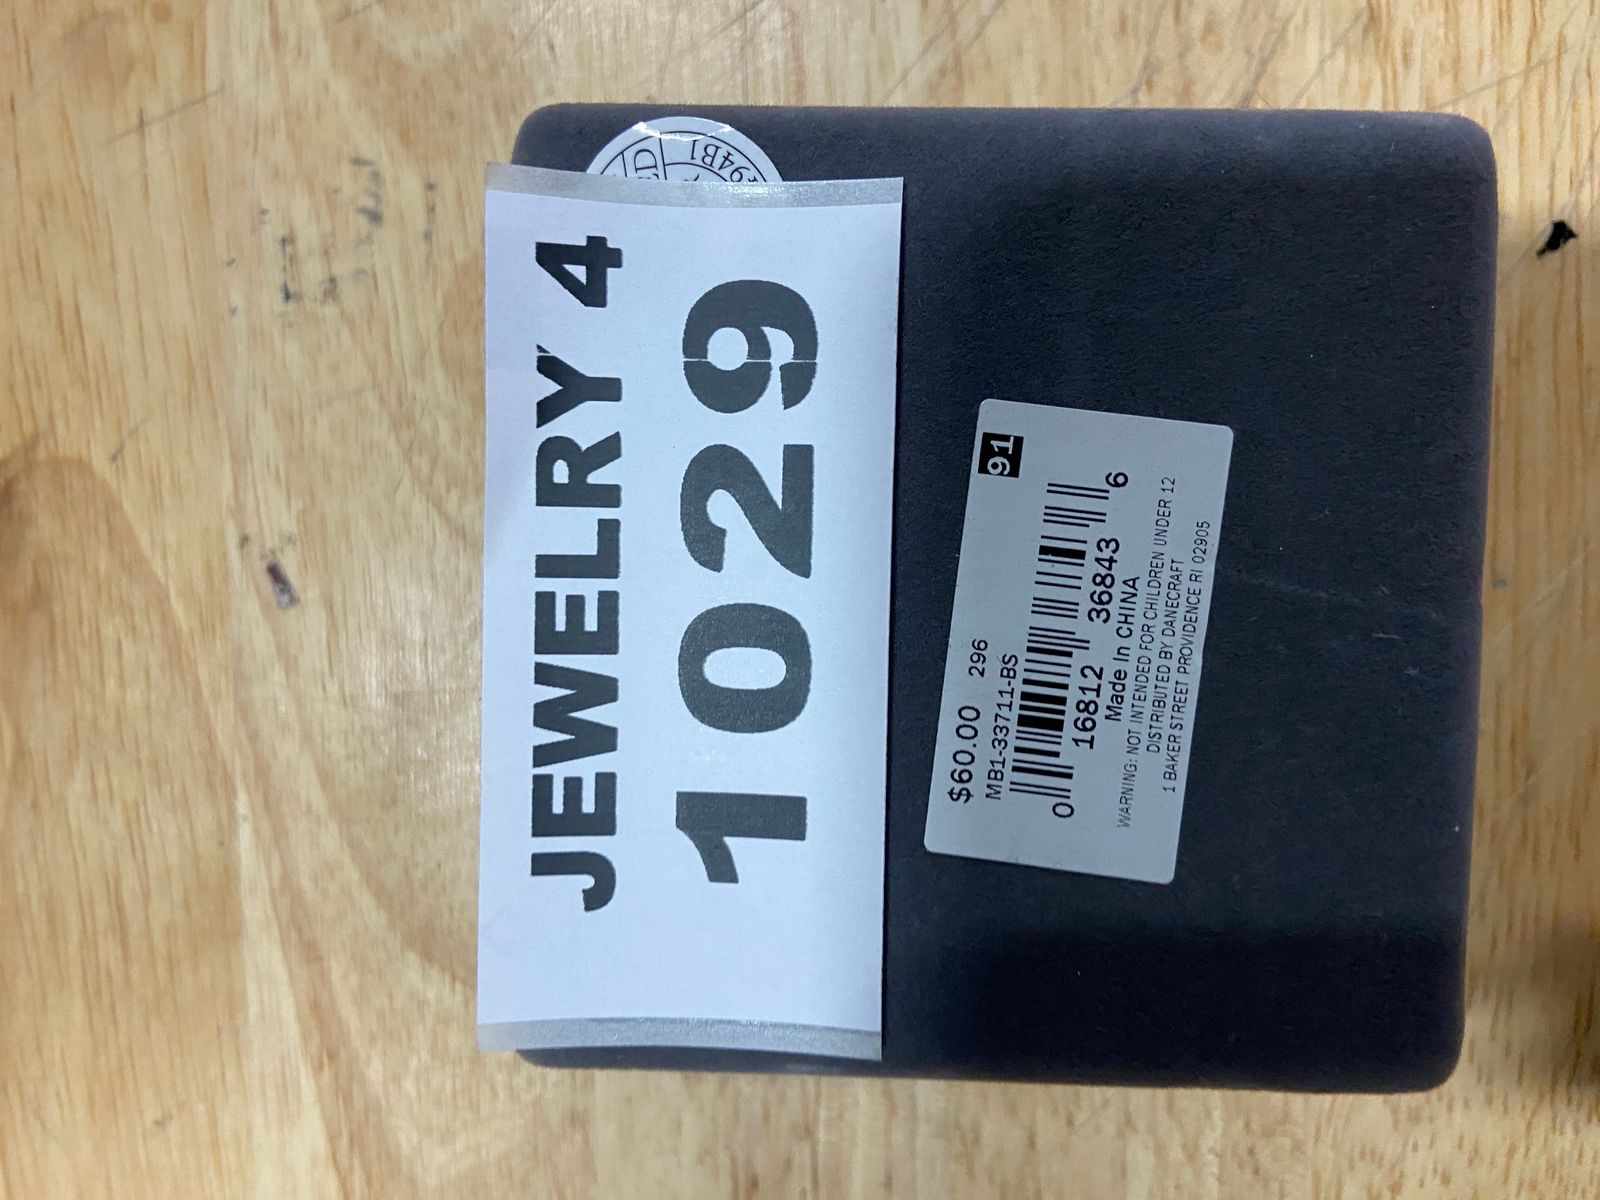 JEWELRY 4
1029
94B1
91
$60.00 296
MB1-33711-BS
0 16812 36843 6
Made In CHINA
WARNING: NOT INTENDED FOR CHILDREN UNDER 12
DISTRIBUTED BY DANECRAFT
1 BAKER STREET PROVIDENCE RI 02905